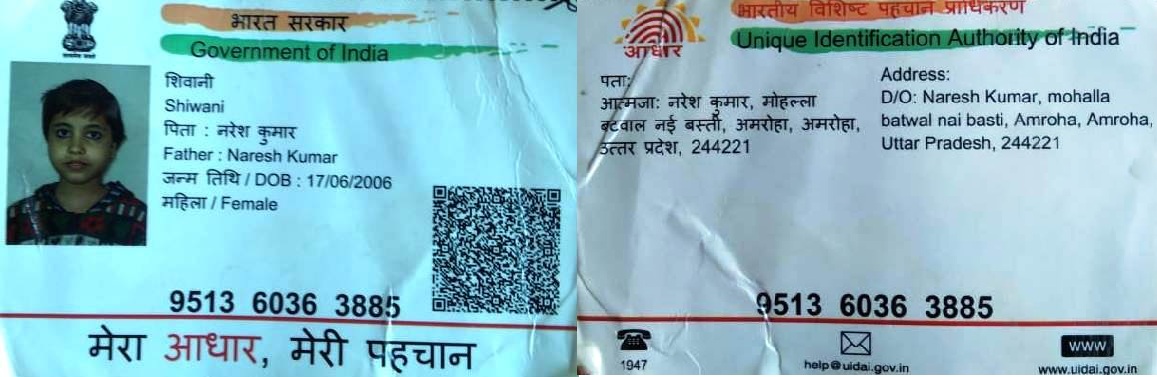 भारत सरकार
Government of India
शिवानी
Shiwani
पिता : नरेश कुमार
Father : Naresh Kumar
जन्म तिथि / DOB : 17/06/2006
महिला / Female
9513 6036 3885
मेरा आधार, मेरी पहचान
भारतीय विशिष्ट पहचान प्राधिकरण
Unique Identification Authority of India
आधार
पता:
आत्मजा: नरेश कुमार, मोहल्ला
बटवाल नई बस्ती, अमरोहा, अमरोहा,
उत्तर प्रदेश, 244221
Address:
D/O: Naresh Kumar, mohalla
batwal nai basti, Amroha, Amroha,
Uttar Pradesh, 244221
9513 6036 3885
1947
help@uidai.gov.in
www
www.uidai.gov.in